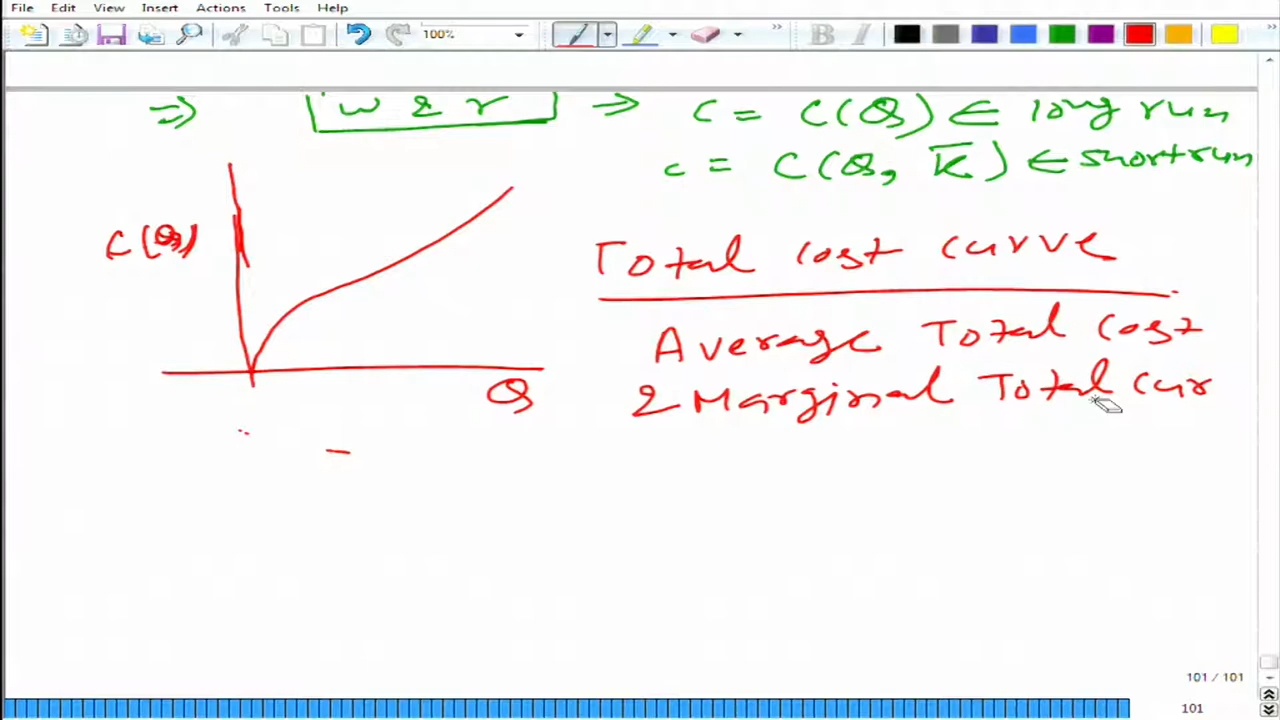 File Edit View Insert Actions Tools Help
100%
⇒ w & r ⇒ C = C(Q) ∈ long run
c = C(Q, K̅) ∈ short run
C(Q)
Total cost curve
Average Total Cost
& Marginal Total cur
Q
101 / 101
101